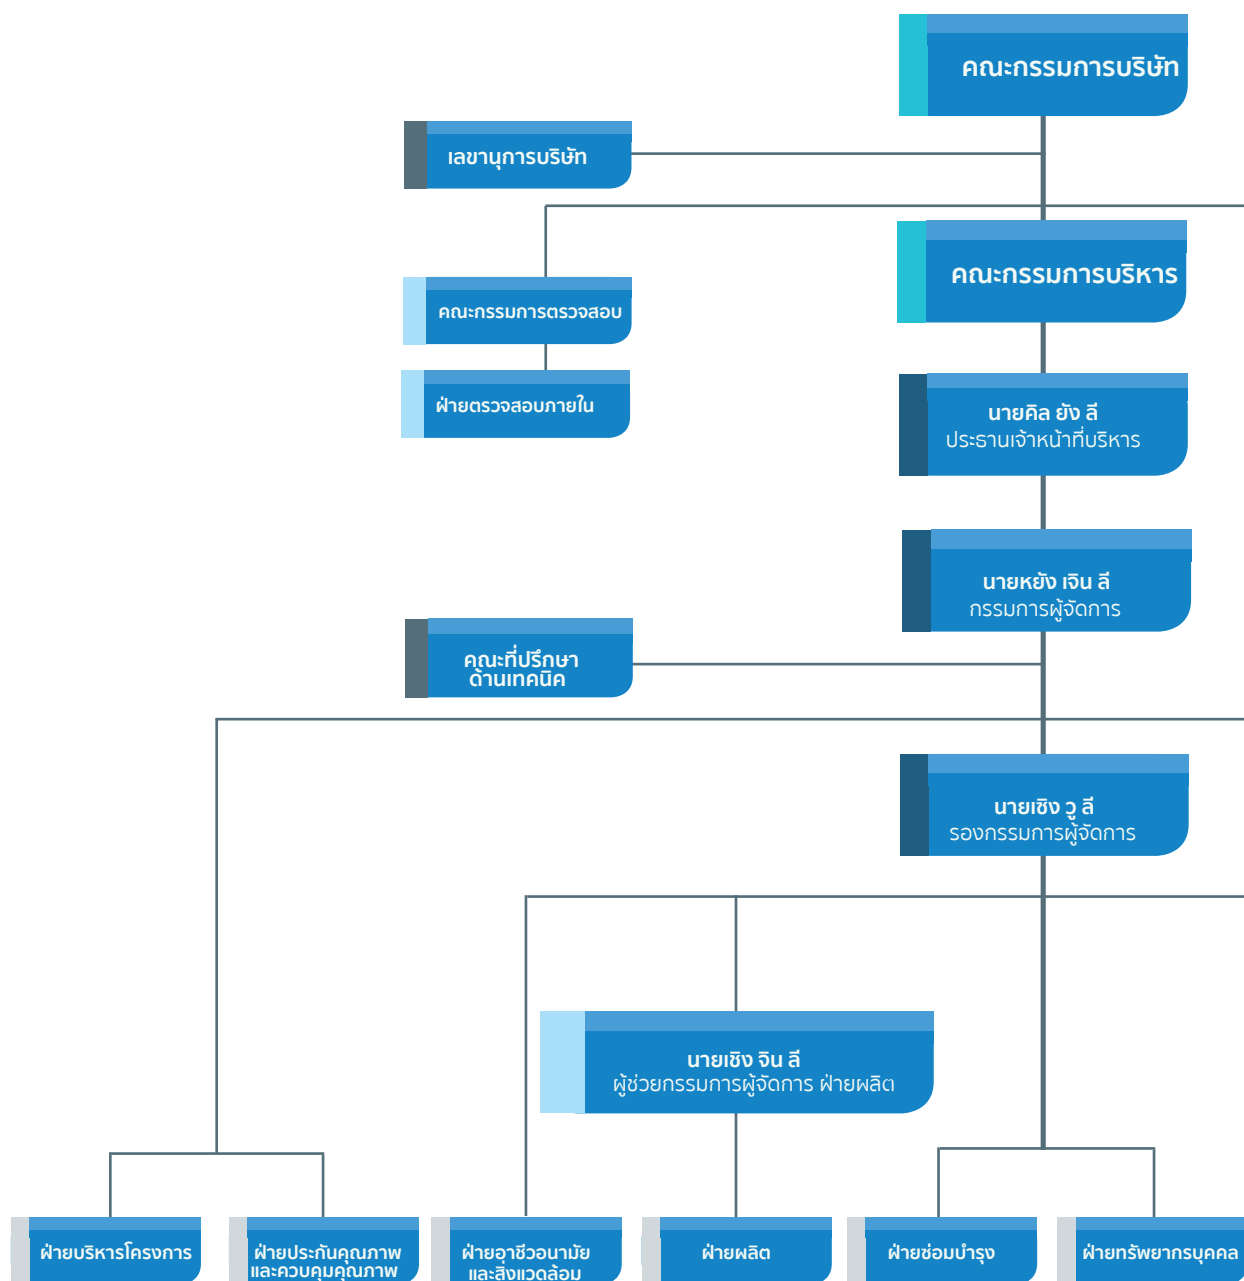 คณะกรรมการบริษัท
เลขานุการบริษัท
คณะกรรมการบริหาร
คณะกรรมการตรวจสอบ
ฝ่ายตรวจสอบภายใน
นายคิล ยัง ลี
ประธานเจ้าหน้าที่บริหาร
นายหยัง เจิน ลี
กรรมการผู้จัดการ
คณะที่ปรึกษา
ด้านเทคนิค
นายเชิง วู ลี
รองกรรมการผู้จัดการ
นายเชิง จิน ลี
ผู้ช่วยกรรมการผู้จัดการ ฝ่ายผลิต
ฝ่ายบริหารโครงการ
ฝ่ายประกันคุณภาพ
และควบคุมคุณภาพ
ฝ่ายอาชีวอนามัย
และสิ่งแวดล้อม
ฝ่ายผลิต
ฝ่ายซ่อมบำรุง
ฝ่ายทรัพยากรบุคคล